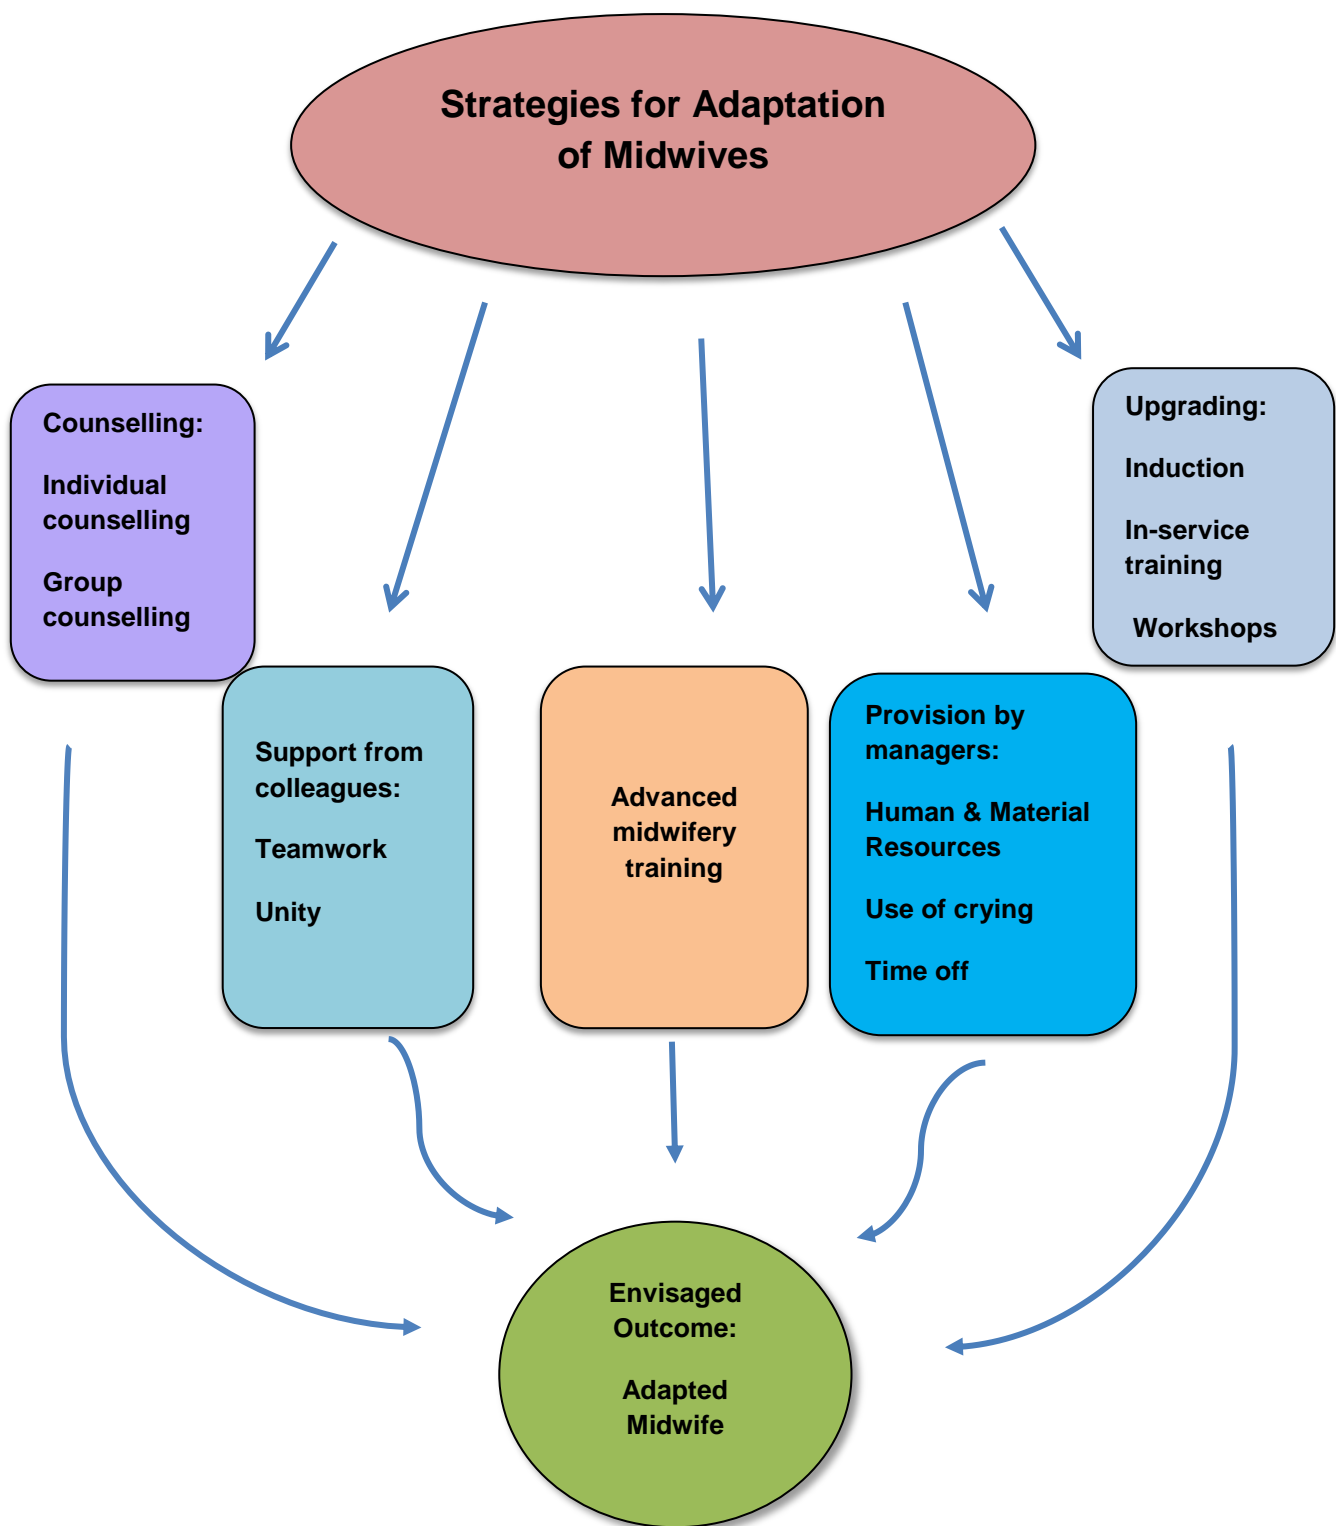 Strategies for Adaptation
of Midwives
Counselling:
Individual
counselling
Group
counselling
Support from
colleagues:
Teamwork
Unity
Advanced
midwifery
training
Provision by
managers:
Human & Material
Resources
Use of crying
Time off
Upgrading:
Induction
In-service
training
Workshops
Envisaged
Outcome:
Adapted
Midwife